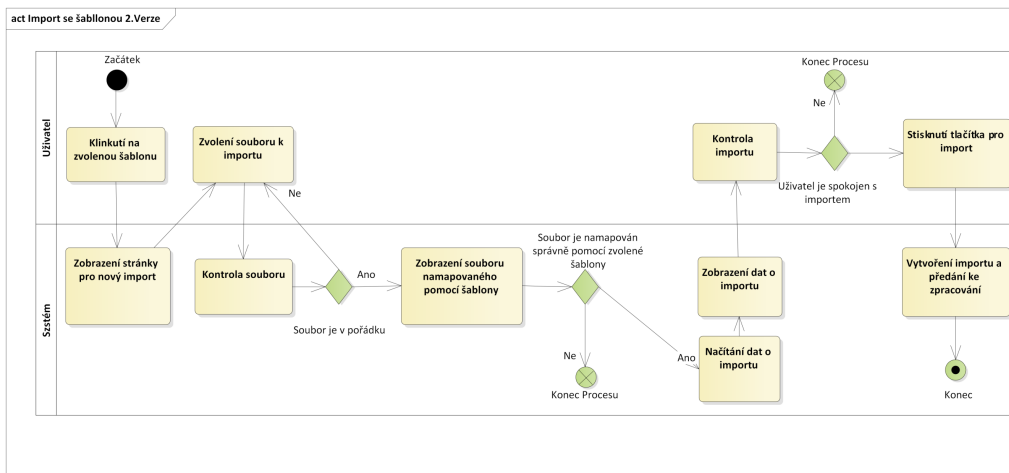 act Import se šabllonou 2.Verze
Uživatel
Začátek
Klinkutí na
zvolenou šablonu
Zvolení souboru k
importu
Ne
Kontrola
importu
Konec Procesu
Ne
Uživatel je spokojen s
importem
Stisknutí tlačítka pro
import
Szstém
Zobrazení stránky
pro nový import
Kontrola souboru
Ano
Soubor je v pořádku
Zobrazení souboru
namapovaného
pomocí šablony
Soubor je namapován
správně pomocí zvolené
šablony
Ne
Konec Procesu
Ano
Zobrazení dat o
importu
Načítání dat o
importu
Vytvoření importu a
předání ke
zpracování
Konec